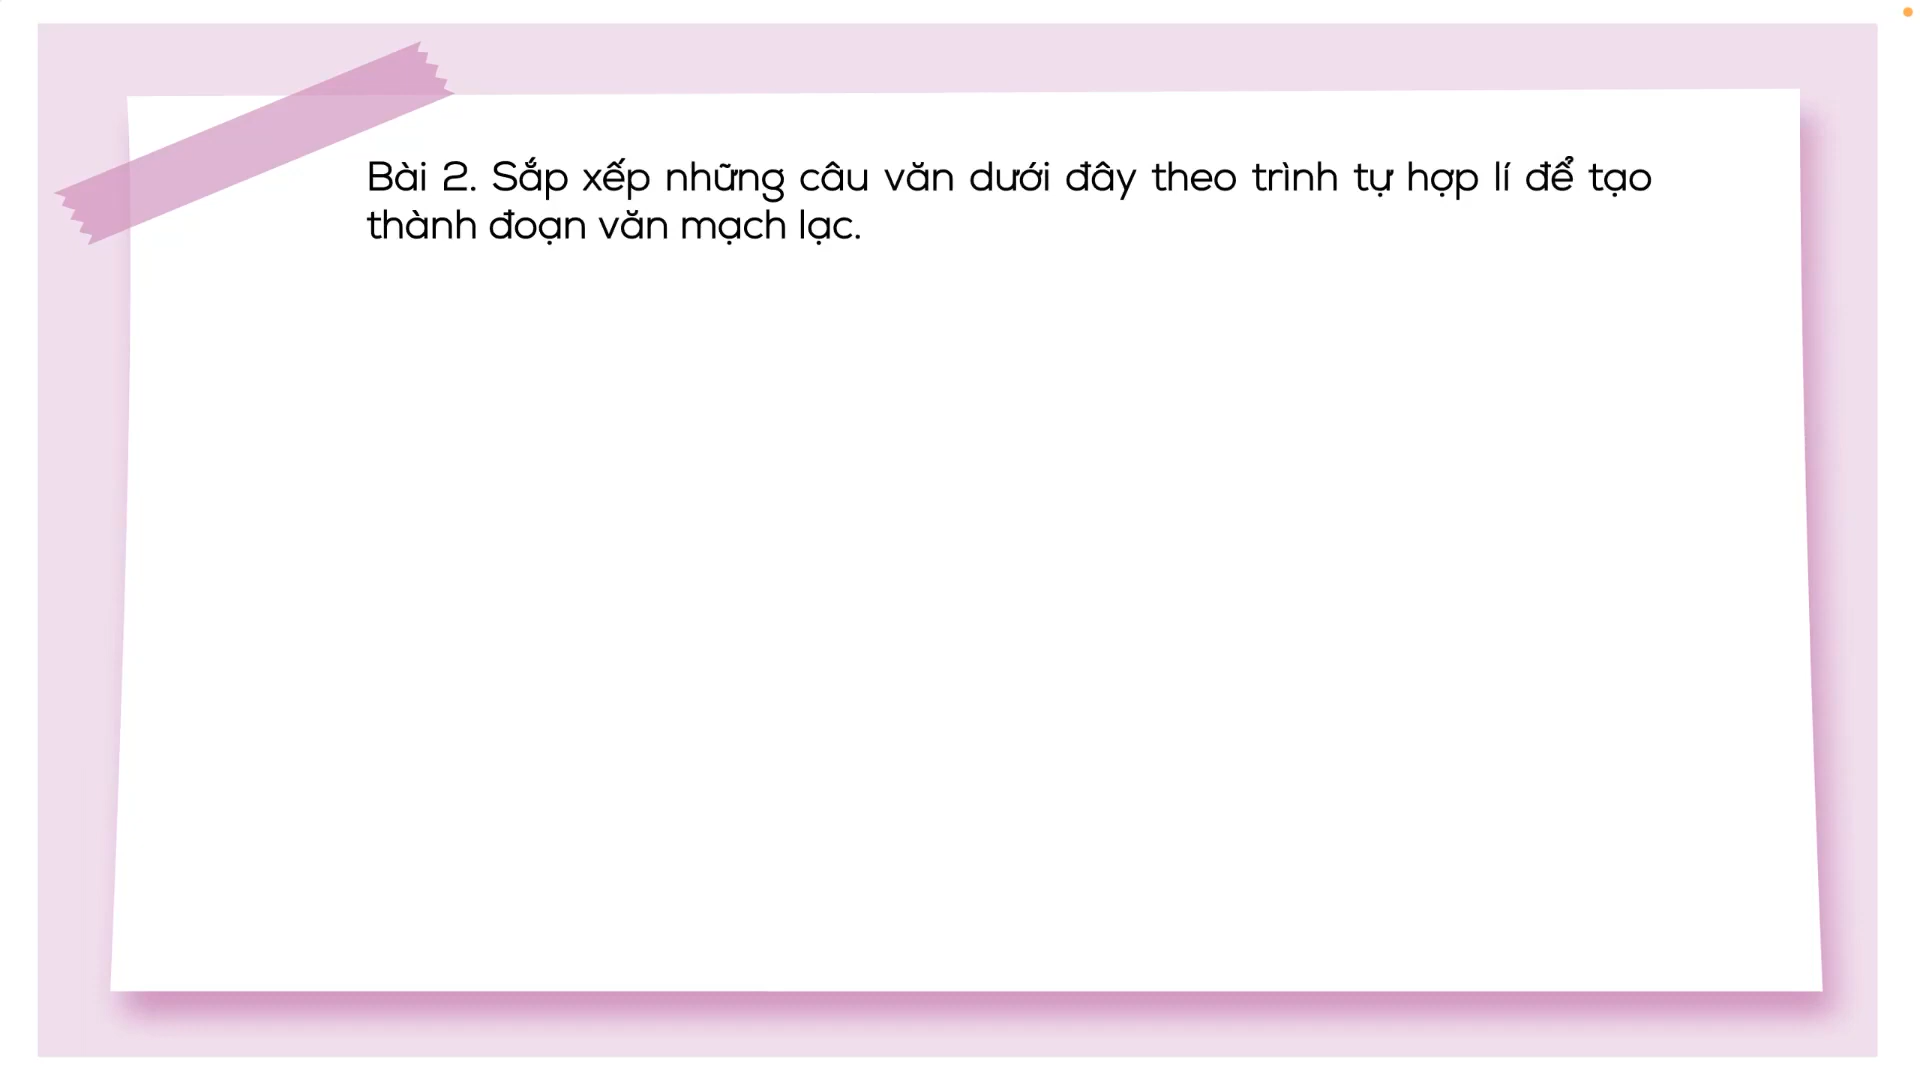 Bài 2. Sắp xếp những câu văn dưới đây theo trình tự hợp lí để tạo
thành đoạn văn mạch lạc.